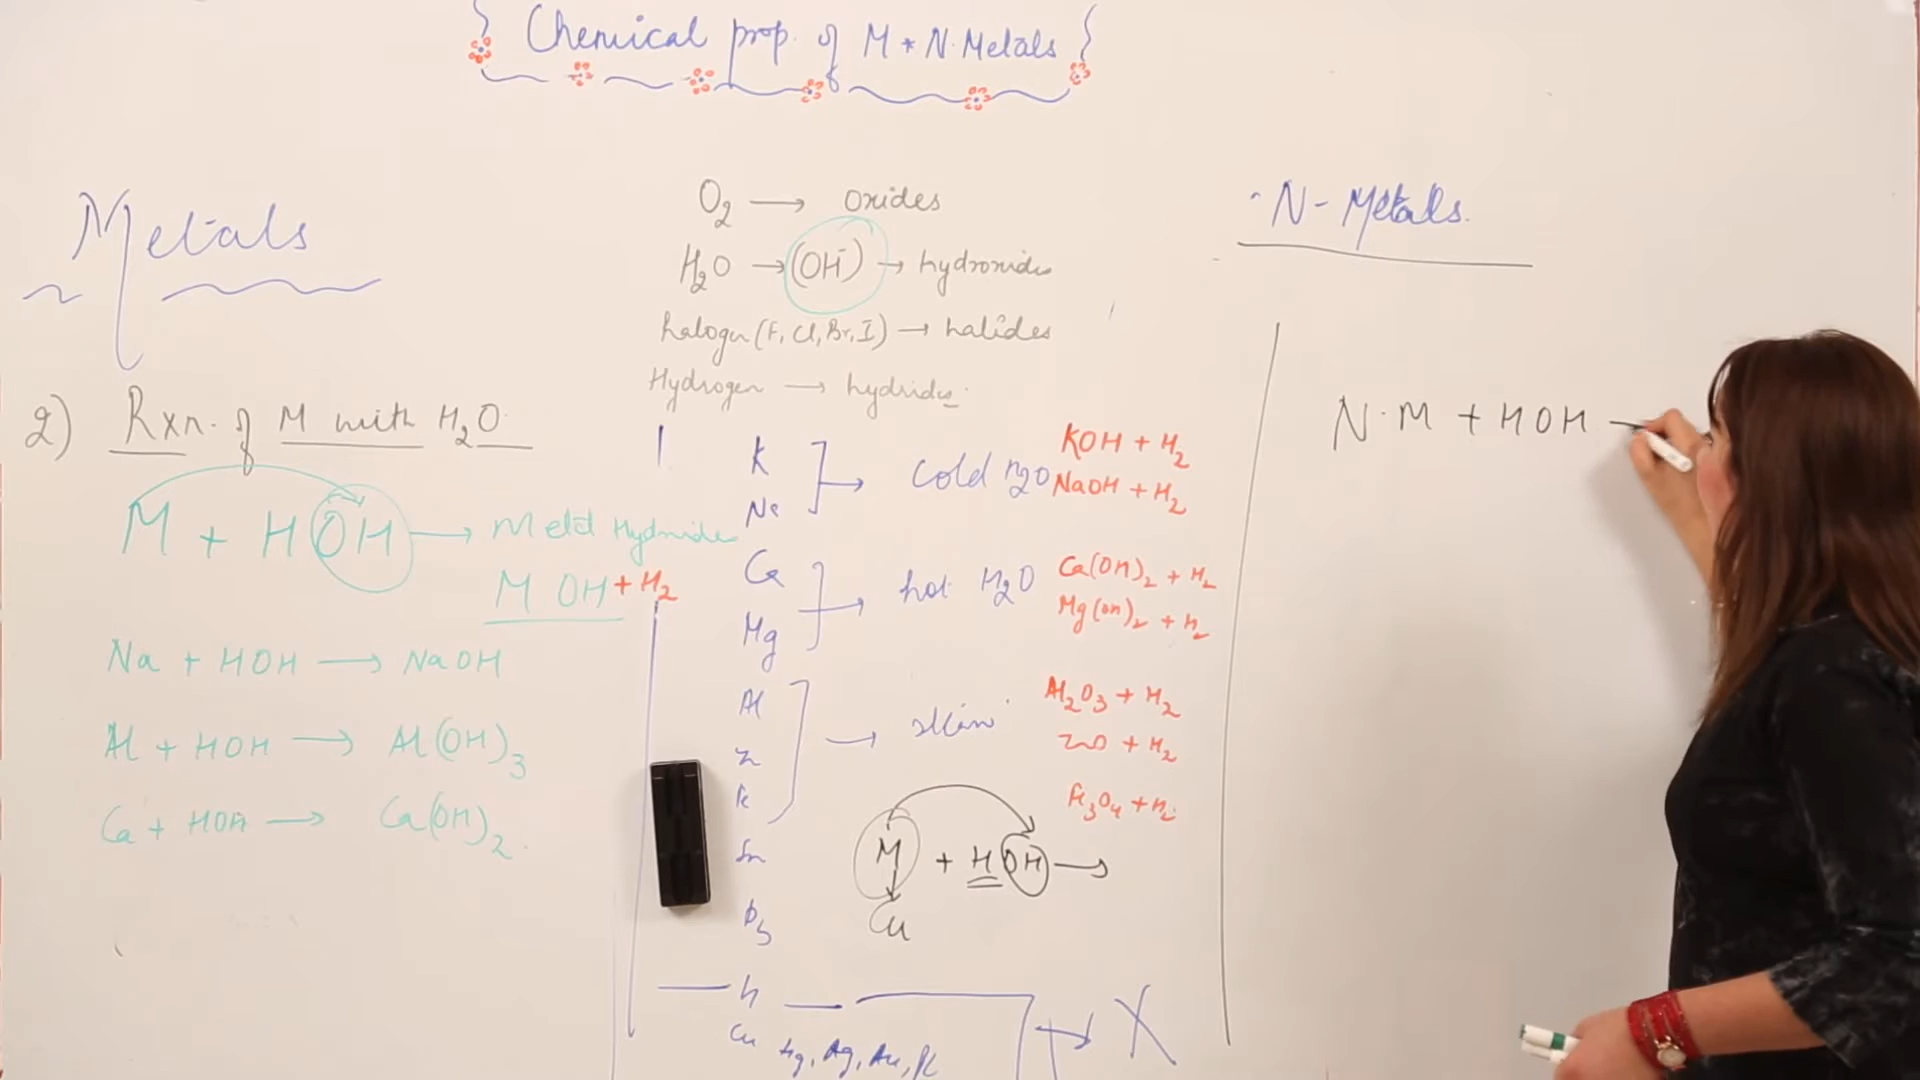 Chemical prop. of M * N. Metals
Metals
O2 → oxides
H2O → (OH-) → hydroxides
halogen (F, Cl, Br, I) → halides
Hydrogen → hydrides.
N-Metals.
2) Rxn. of M with H2O
M + HOH → Metal
M OH + H2
Na + HOH → NaOH
Al + HOH → Al(OH)3
Ca + HOH → Ca(OH)2.
K
Na
→ cold H2O
KOH + H2
NaOH + H2
Ca
Mg
→ hot H2O
Ca(OH)2 + H2
Mg(OH)2 + H2
Al
Zn
Fe
→
Al2O3 + H2
ZnO + H2
Fe3O4 + H2
Sn
Pb
M + HOH →
Cu
H
Cu Hg, Ag, Au, Pt
→ X
N.M + HOH —